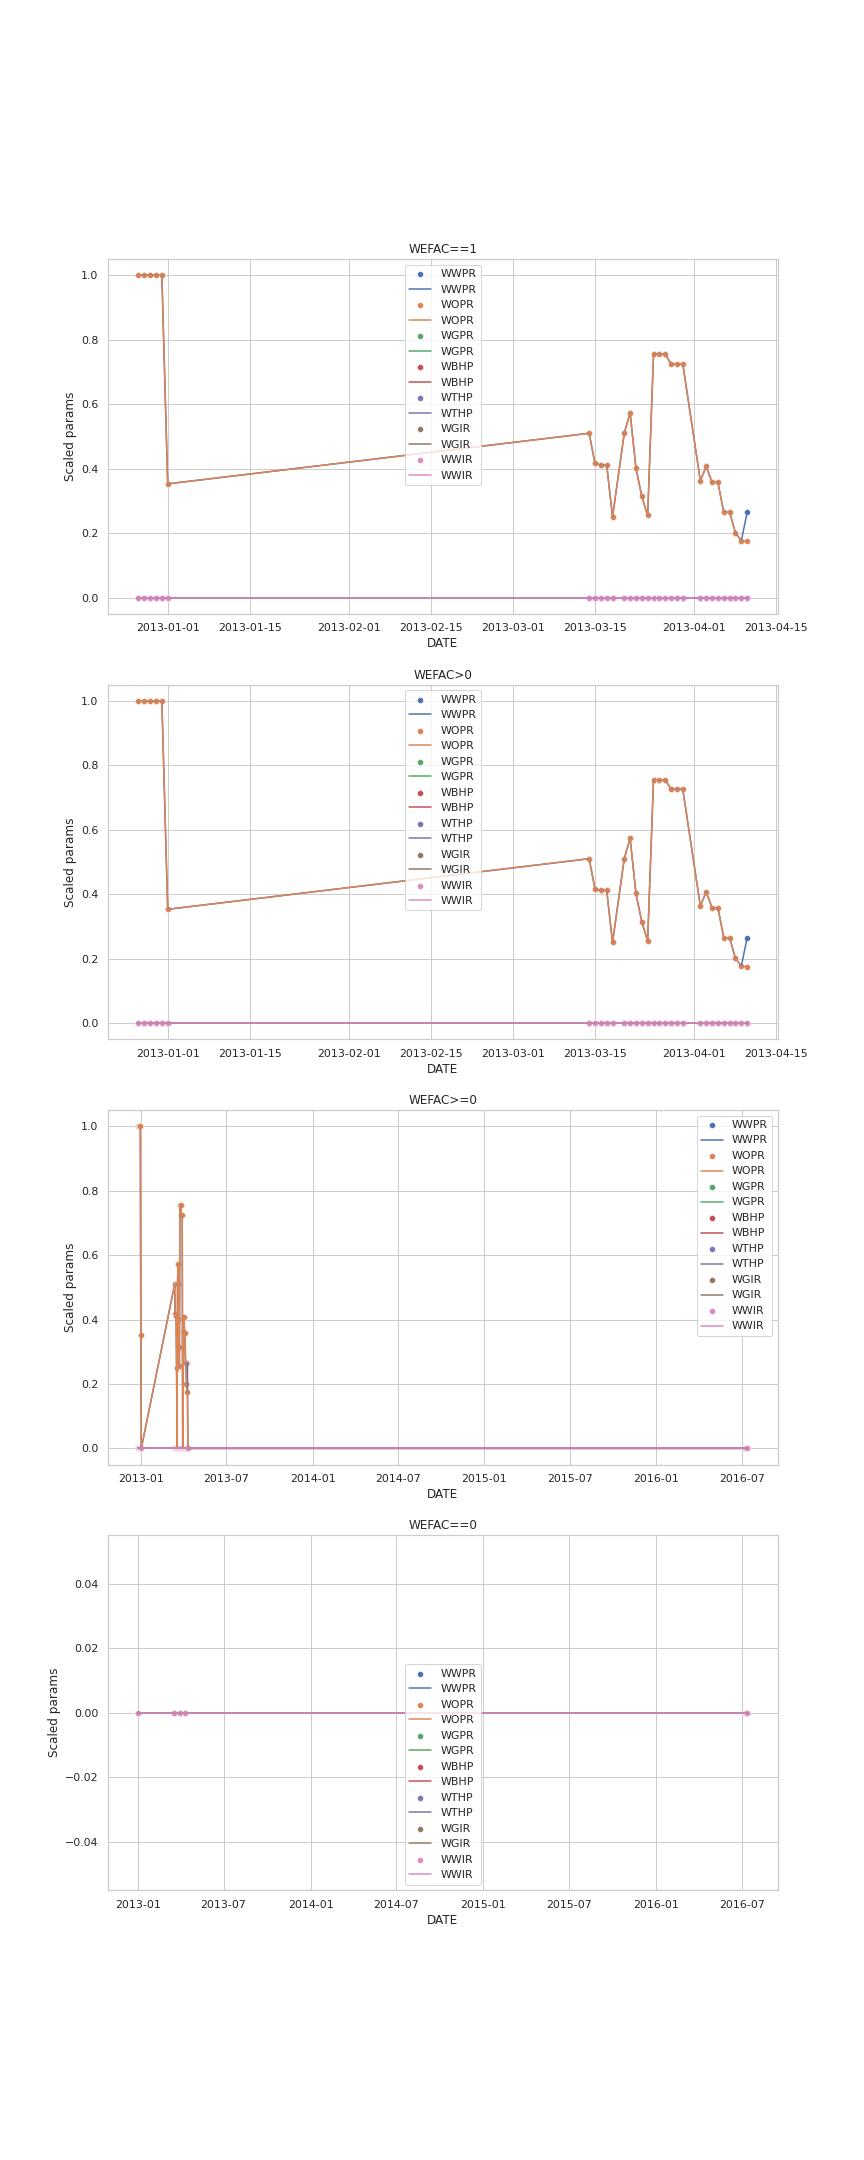 WEFAC==1
1.0
0.8
0.6
0.4
0.2
0.0
Scaled params
WWPR
WWPR
WOPR
WOPR
WGPR
WGPR
WBHP
WBHP
WTHP
WTHP
WGIR
WGIR
WWIR
WWIR
2013-01-01 2013-01-15 2013-02-01 2013-02-15 2013-03-01 2013-03-15 2013-04-01 2013-04-15
DATE
WEFAC>0
1.0
0.8
0.6
0.4
0.2
0.0
Scaled params
WWPR
WWPR
WOPR
WOPR
WGPR
WGPR
WBHP
WBHP
WTHP
WTHP
WGIR
WGIR
WWIR
WWIR
2013-01-01 2013-01-15 2013-02-01 2013-02-15 2013-03-01 2013-03-15 2013-04-01 2013-04-15
DATE
WEFAC>=0
1.0
0.8
0.6
0.4
0.2
0.0
Scaled params
WWPR
WWPR
WOPR
WOPR
WGPR
WGPR
WBHP
WBHP
WTHP
WTHP
WGIR
WGIR
WWIR
WWIR
2013-01 2013-07 2014-01 2014-07 2015-01 2015-07 2016-01 2016-07
DATE
WEFAC==0
0.04
0.02
0.00
−0.02
−0.04
Scaled params
WWPR
WWPR
WOPR
WOPR
WGPR
WGPR
WBHP
WBHP
WTHP
WTHP
WGIR
WGIR
WWIR
WWIR
2013-01 2013-07 2014-01 2014-07 2015-01 2015-07 2016-01 2016-07
DATE